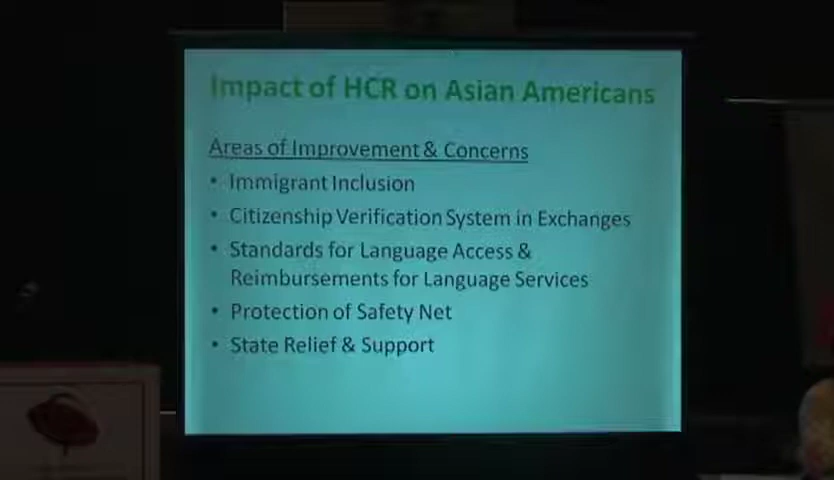 Impact of HCR on Asian Americans
Areas of Improvement & Concerns
• Immigrant Inclusion
• Citizenship Verification System in Exchanges
• Standards for Language Access &
Reimbursements for Language Services
• Protection of Safety Net
• State Relief & Support